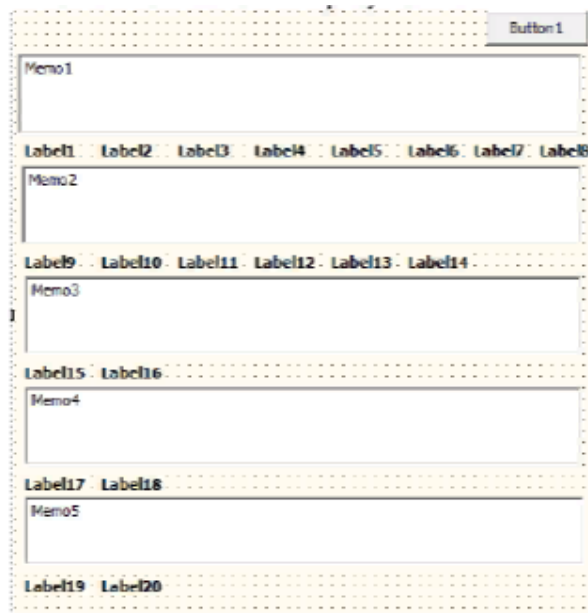 Button1
Memo1
Label1 Label2 Label3 Label4 Label5 Label6 Label7 Label8
Memo2
Label9 Label10 Label11 Label12 Label13 Label14
Memo3
Label15 Label16
Memo4
Label17 Label18
Memo5
Label19 Label20